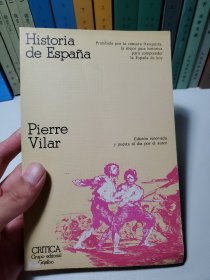 Historia de España
Prohibida por la censura franquista,
la mejor guía histórica
para comprender
la España de hoy
Pierre
Vilar
Edición renovada
y puesta al día por el autor
CRITICA
Grupo editorial
Grijalbo